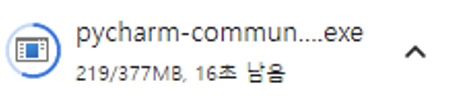 pycharm-commun....exe
219/377MB, 16초 남음